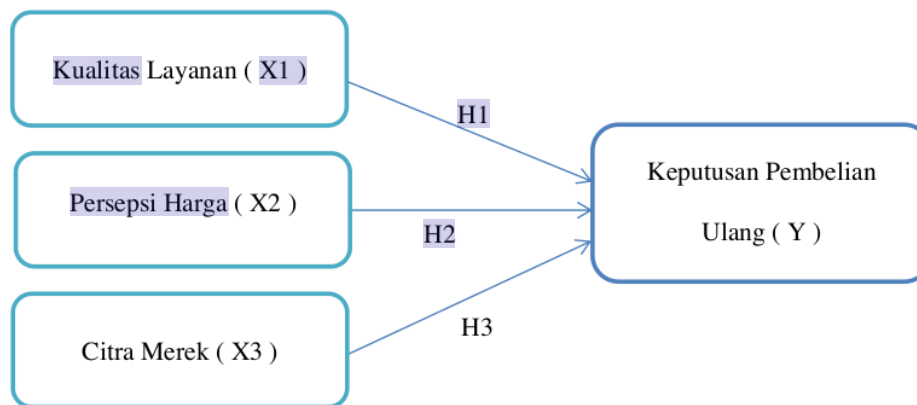 Kualitas Layanan ( X1 )
H1
Persepsi Harga ( X2 )
H2
Citra Merek ( X3 )
H3
Keputusan Pembelian
Ulang ( Y )